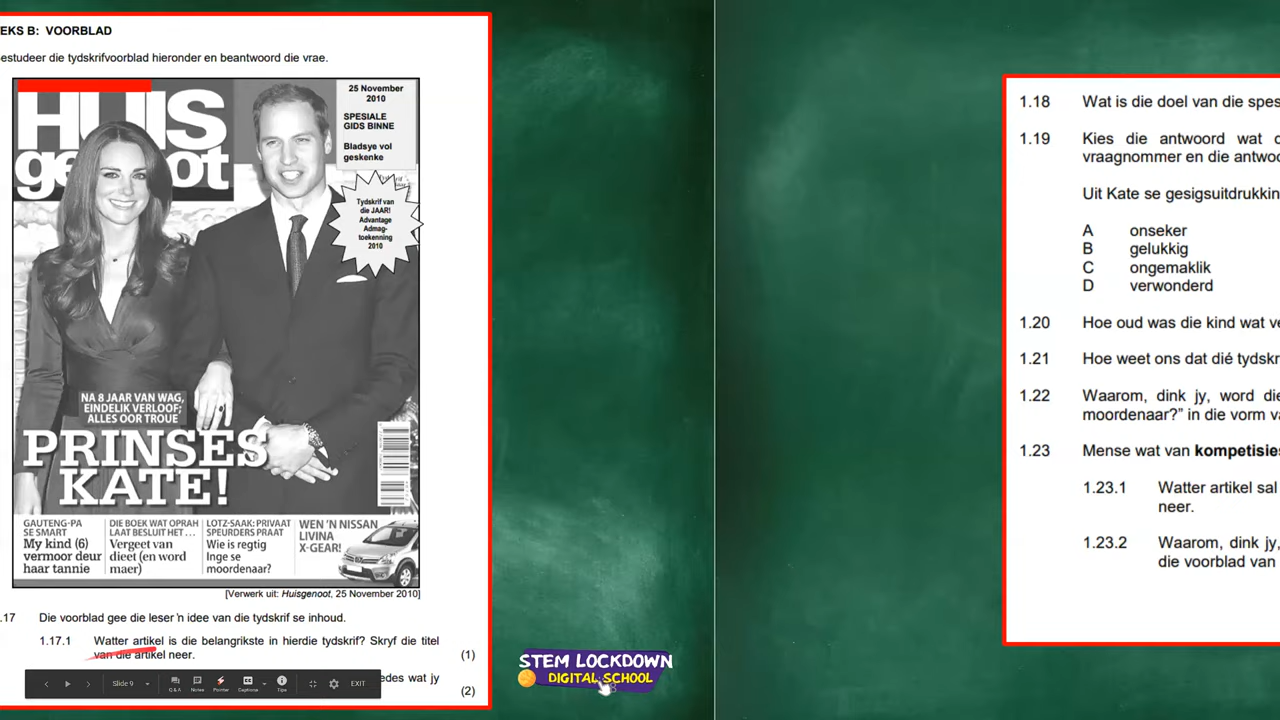 EKS B: VOORBLAD
estudeer die tydskrifvoorblad hieronder en beantwoord die vrae.
HUIS
genoot
25 November
2010
SPESIALE
GIDS BINNE
Bladsye vol
geskenke
Tydskrif van
die JAAR!
Advantage
Admag-
toekenning
2010
NA 8 JAAR VAN WAG,
EINDELIK VERLOOF;
ALLES OOR TROUE
PRINSES
KATE!
GAUTENG-PA
SE SMART
My kind (6)
vermoor deur
haar tannie
DIE BOEK WAT OPRAH
LAAT BESLUIT HET . . .
Vergeet van
dieet (en word
maer)
LOTZ-SAAK: PRIVAAT
SPEURDERS PRAAT
Wie is regtig
Inge se
moordenaar?
WEN 'N NISSAN
LIVINA
X-GEAR!
[Verwerk uit: Huisgenoot, 25 November 2010]
.17 Die voorblad gee die leser 'n idee van die tydskrif se inhoud.
1.17.1 Watter artikel is die belangrikste in hierdie tydskrif? Skryf die titel
van die artikel neer. (1)
edes wat jy
(2)
Slide 9
Q & A
Notes
Pointer
Captions
Tips
EXIT
STEM LOCKDOWN
DIGITAL SCHOOL
1.18 Wat is die doel van die spes
1.19 Kies die antwoord wat d
vraagnommer en die antwoo
Uit Kate se gesigsuitdrukkin
A onseker
B gelukkig
C ongemaklik
D verwonderd
1.20 Hoe oud was die kind wat ve
1.21 Hoe weet ons dat dié tydskr
1.22 Waarom, dink jy, word die
moordenaar?" in die vorm va
1.23 Mense wat van kompetisies
1.23.1 Watter artikel sal
neer.
1.23.2 Waarom, dink jy,
die voorblad van